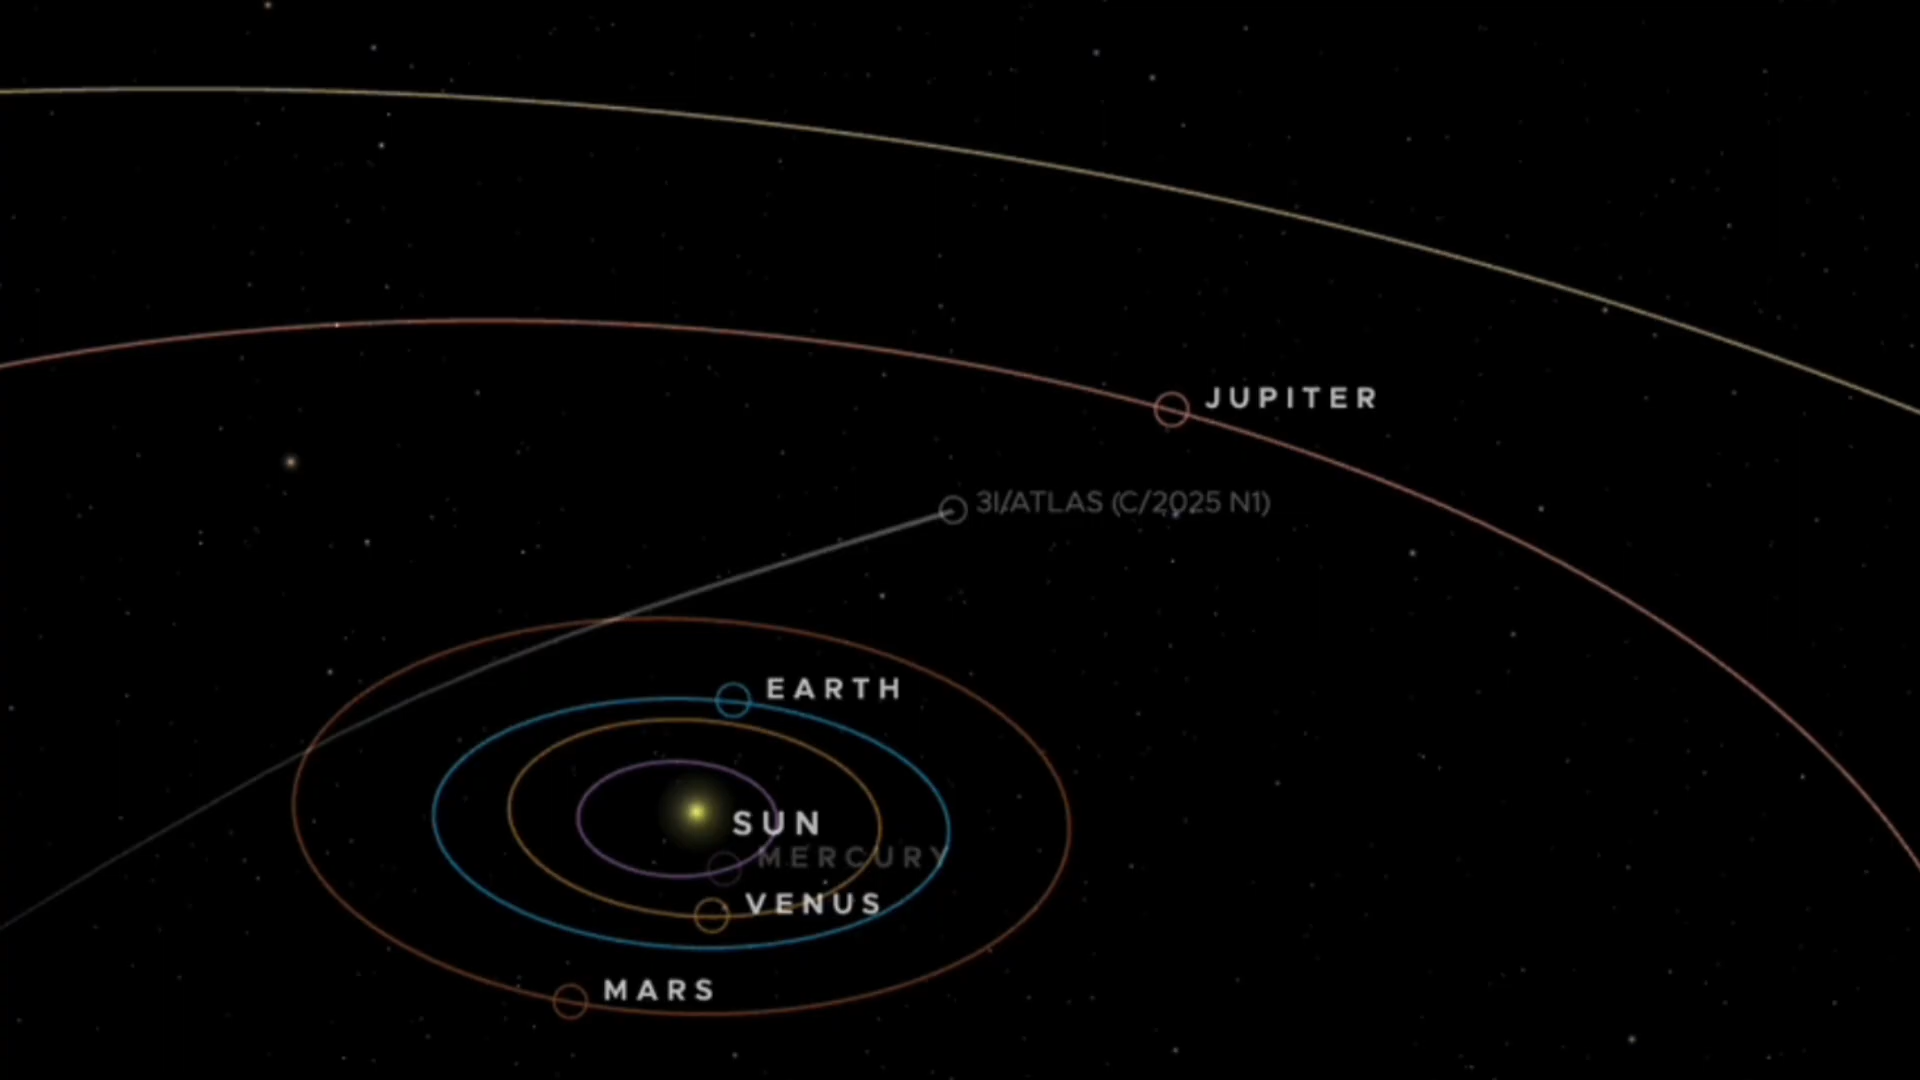 JUPITER
3I/ATLAS (C/2025 N1)
EARTH
SUN
MERCURY
VENUS
MARS